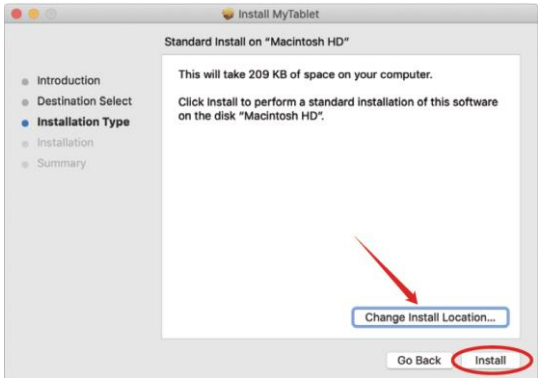 Install MyTablet
Standard Install on "Macintosh HD"
Introduction
Destination Select
Installation Type
Installation
Summary
This will take 209 KB of space on your computer.
Click Install to perform a standard installation of this software
on the disk "Macintosh HD".
Change Install Location...
Go Back
Install